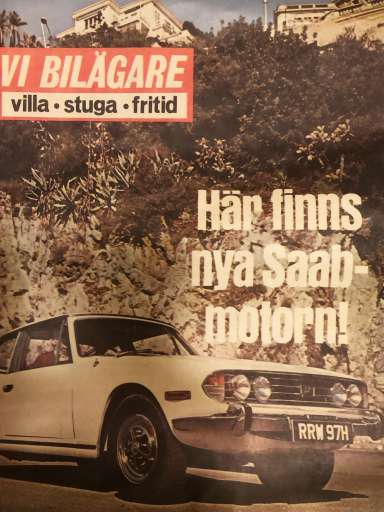 VI BILÄGARE
villa • stuga • fritid
Här finns
nya Saab-
motorn!
RRW 97H